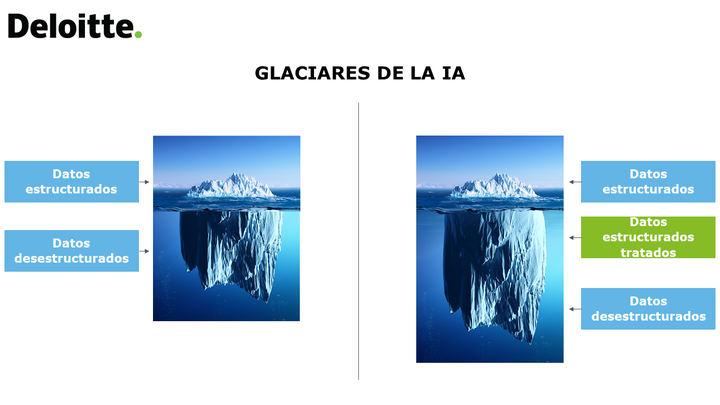 Deloitte.
GLACIARES DE LA IA
Datos
estructurados
Datos
desestructurados
Datos
estructurados
Datos
estructurados
tratados
Datos
desestructurados